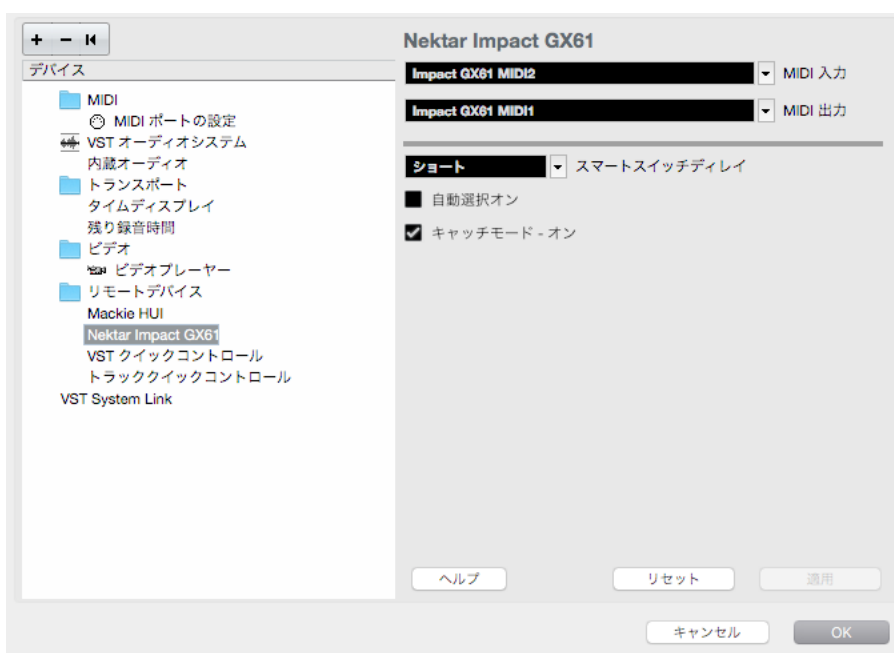 Nektar Impact GX61
デバイス
MIDI
MIDI ポートの設定
VST オーディオシステム
内蔵オーディオ
トランスポート
タイムディスプレイ
残り録音時間
ビデオ
ビデオプレーヤー
リモートデバイス
Mackie HUI
Nektar Impact GX61
VST クイックコントロール
トラッククイックコントロール
VST System Link
Impact GX61 MIDI2 MIDI 入力
Impact GX61 MIDI1 MIDI 出力
ショート スマートスイッチディレイ
自動選択オン
キャッチモード - オン
ヘルプ リセット 適用
キャンセル OK